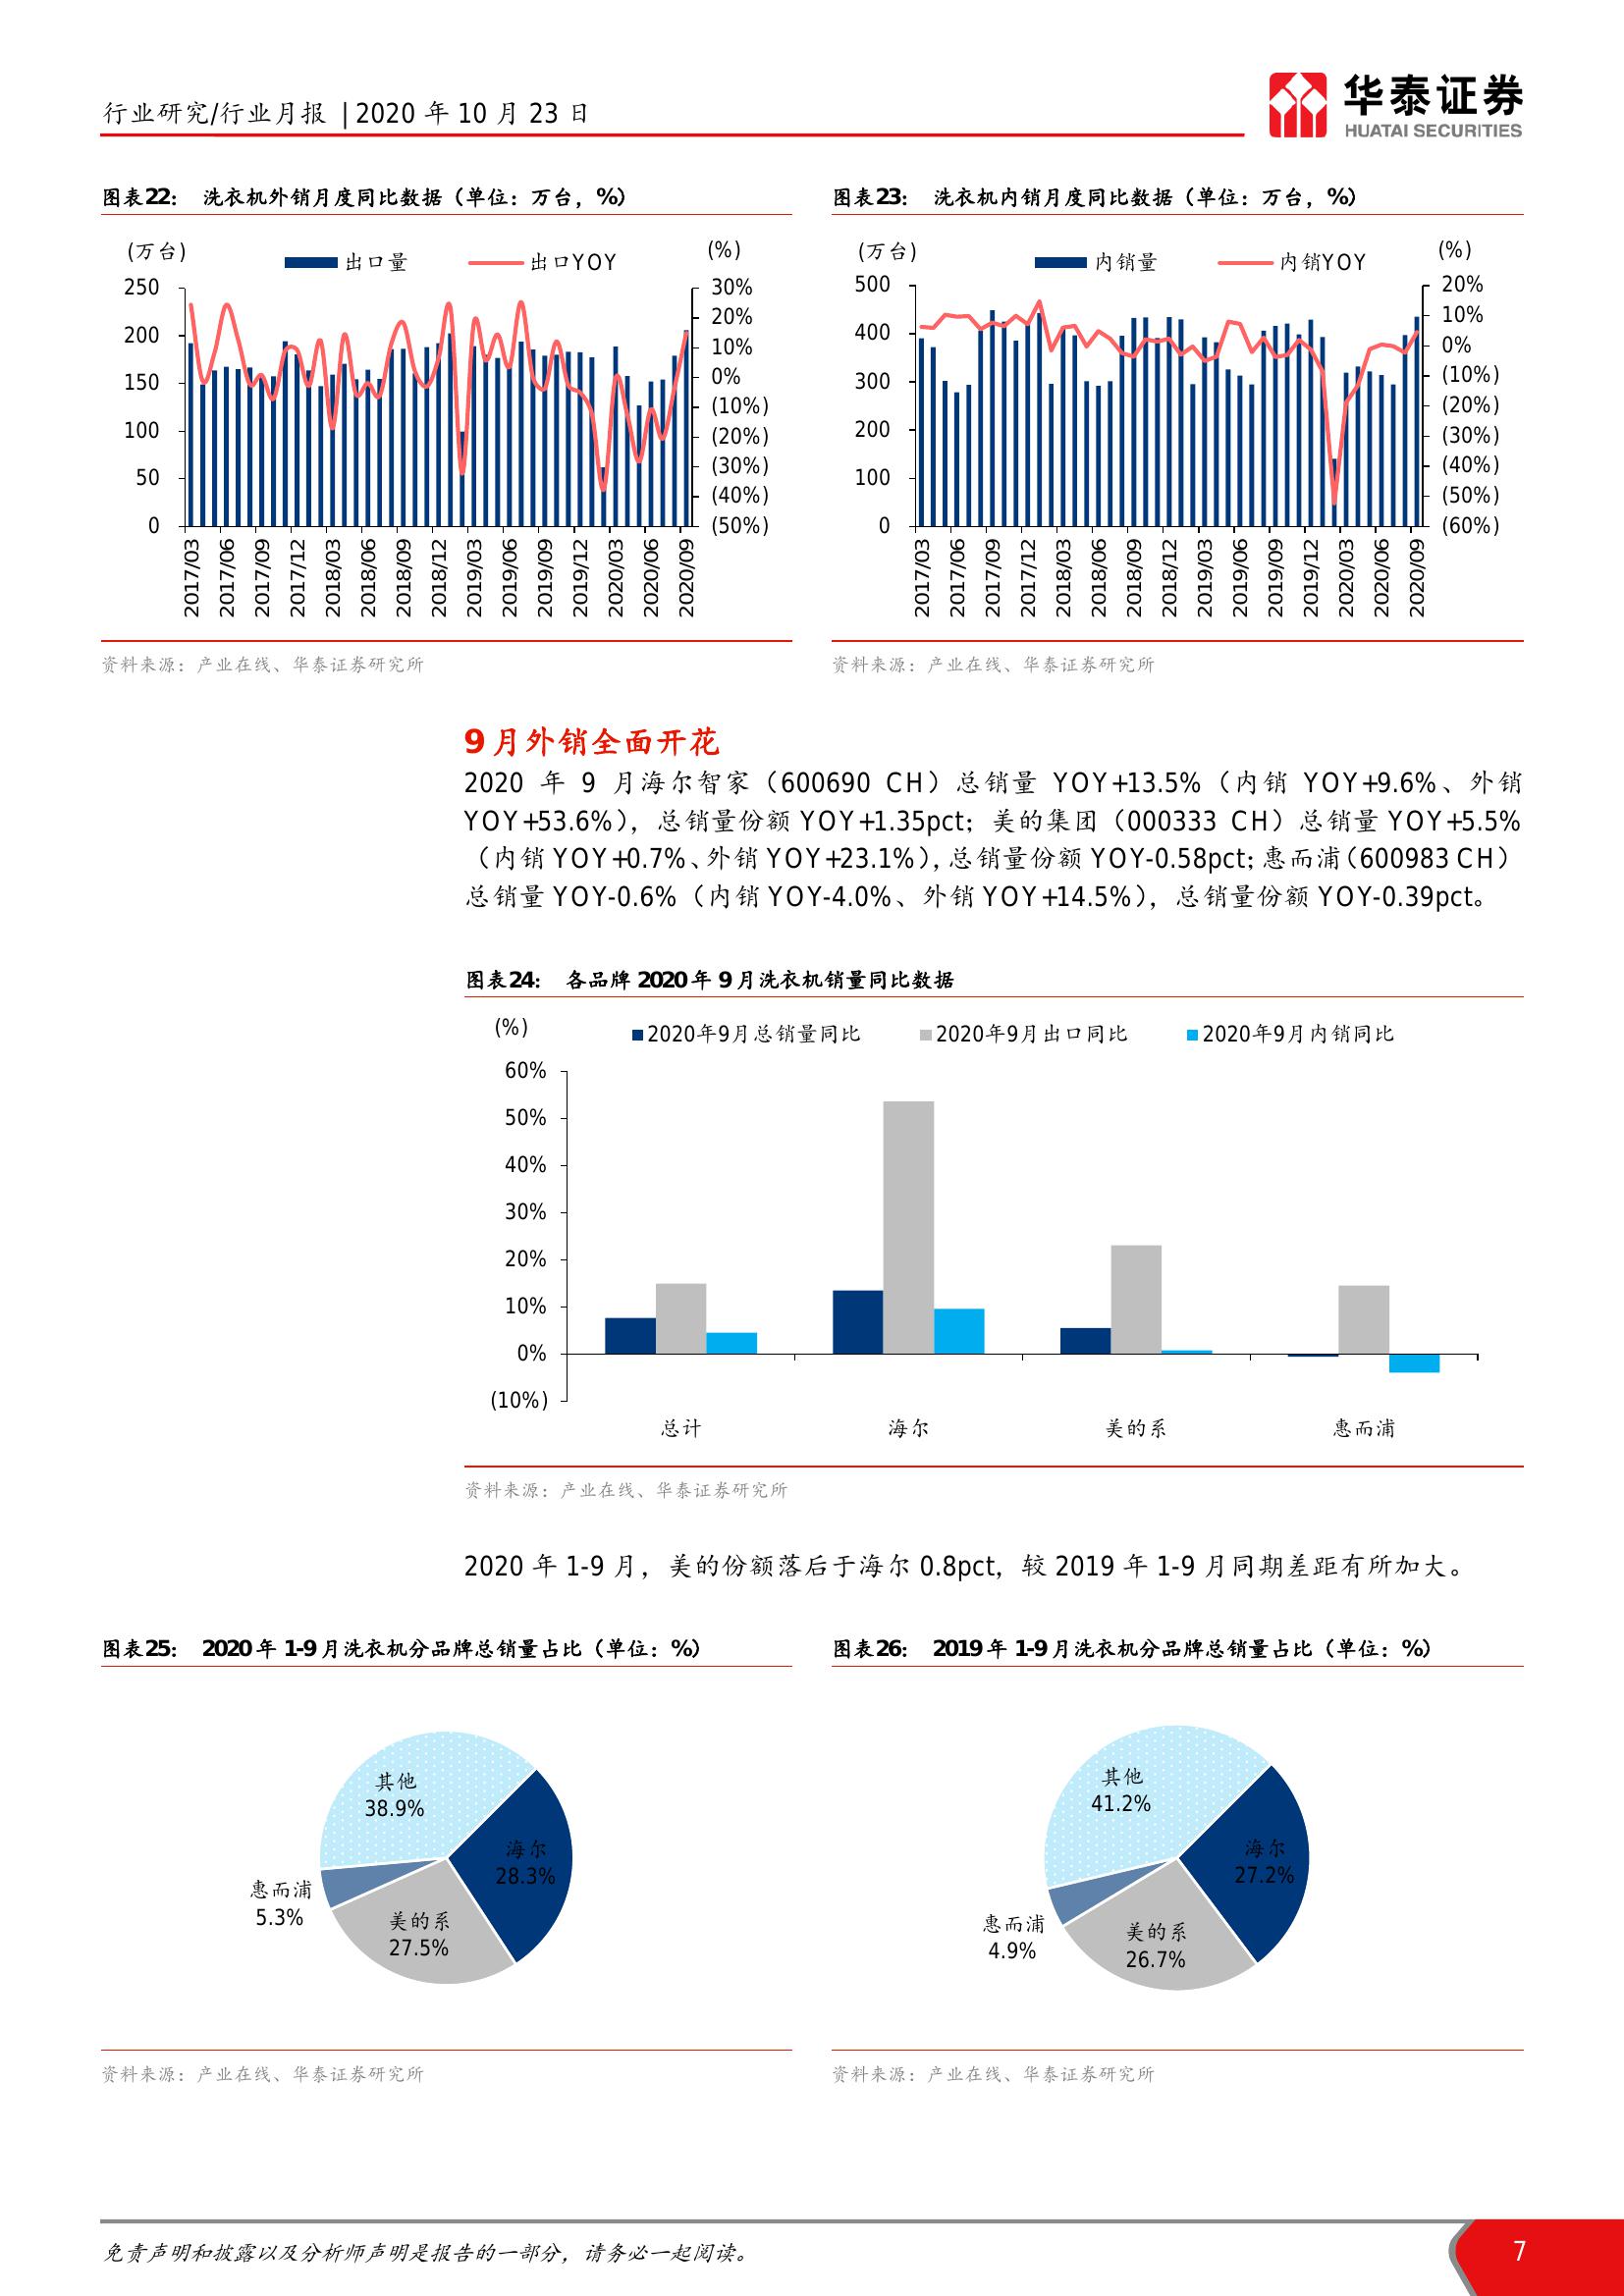 行业研究/行业月报 | 2020 年 10 月 23 日
华泰证券
HUATAI SECURITIES
图表22： 洗衣机外销月度同比数据（单位：万台，%）
(万台)
出口量
出口YOY
(%)
250
200
150
100
50
0
30%
20%
10%
0%
(10%)
(20%)
(30%)
(40%)
(50%)
2017/03
2017/06
2017/09
2017/12
2018/03
2018/06
2018/09
2018/12
2019/03
2019/06
2019/09
2019/12
2020/03
2020/06
2020/09
资料来源：产业在线、华泰证券研究所
图表23： 洗衣机内销月度同比数据（单位：万台，%）
(万台)
内销量
内销YOY
(%)
500
400
300
200
100
0
20%
10%
0%
(10%)
(20%)
(30%)
(40%)
(50%)
(60%)
2017/03
2017/06
2017/09
2017/12
2018/03
2018/06
2018/09
2018/12
2019/03
2019/06
2019/09
2019/12
2020/03
2020/06
2020/09
资料来源：产业在线、华泰证券研究所
9 月外销全面开花
2020 年 9 月海尔智家（600690 CH）总销量 YOY+13.5%（内销 YOY+9.6%、外销
YOY+53.6%），总销量份额 YOY+1.35pct；美的集团（000333 CH）总销量 YOY+5.5%
（内销 YOY+0.7%、外销 YOY+23.1%），总销量份额 YOY-0.58pct；惠而浦（600983 CH）
总销量 YOY-0.6%（内销 YOY-4.0%、外销 YOY+14.5%），总销量份额 YOY-0.39pct。
图表24： 各品牌 2020 年 9 月洗衣机销量同比数据
(%)
2020年9月总销量同比
2020年9月出口同比
2020年9月内销同比
60%
50%
40%
30%
20%
10%
0%
(10%)
总计
海尔
美的系
惠而浦
资料来源：产业在线、华泰证券研究所
2020 年 1-9 月，美的份额落后于海尔 0.8pct，较 2019 年 1-9 月同期差距有所加大。
图表25： 2020 年 1-9 月洗衣机分品牌总销量占比（单位：%）
其他
38.9%
海尔
28.3%
惠而浦
5.3%
美的系
27.5%
资料来源：产业在线、华泰证券研究所
图表26： 2019 年 1-9 月洗衣机分品牌总销量占比（单位：%）
其他
41.2%
海尔
27.2%
惠而浦
4.9%
美的系
26.7%
资料来源：产业在线、华泰证券研究所
免责声明和披露以及分析师声明是报告的一部分，请务必一起阅读。
7